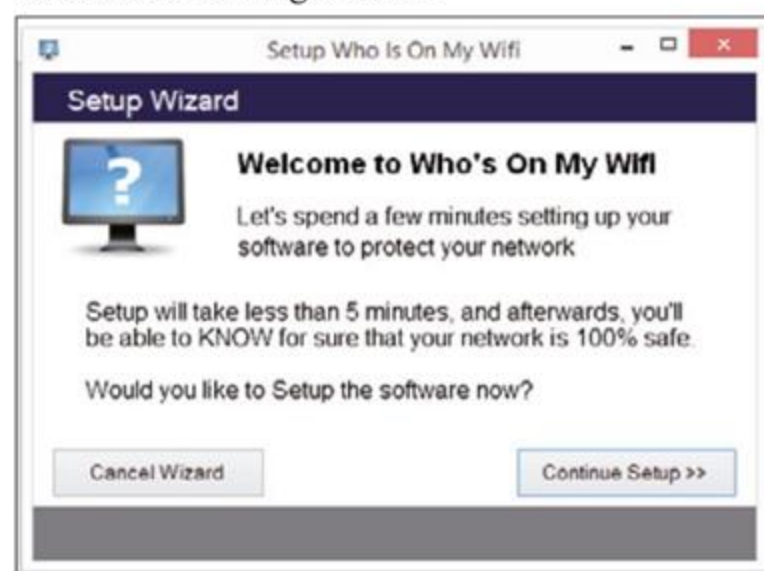 Setup Who Is On My Wifi
Setup Wizard
?
Welcome to Who's On My Wifi
Let's spend a few minutes setting up your
software to protect your network
Setup will take less than 5 minutes, and afterwards, you'll
be able to KNOW for sure that your network is 100% safe.
Would you like to Setup the software now?
Cancel Wizard
Continue Setup >>